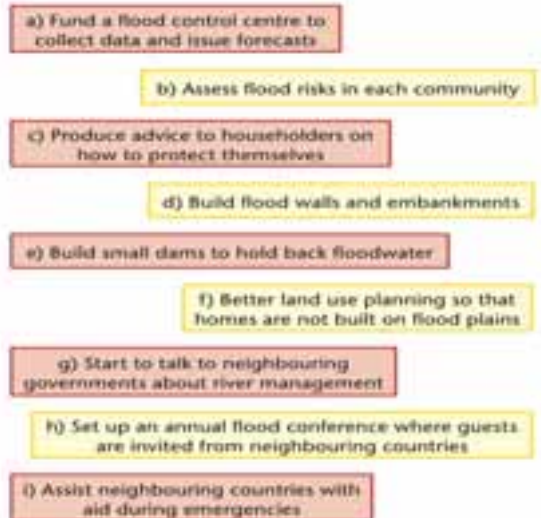 a) Fund a flood control centre to
collect data and issue forecasts
b) Assess flood risks in each community
c) Produce advice to householders on
how to protect themselves
d) Build flood walls and embankments
e) Build small dams to hold back floodwater
f) Better land use planning so that
homes are not built on flood plains
g) Start to talk to neighbouring
governments about river management
h) Set up an annual flood conference where guests
are invited from neighbouring countries
i) Assist neighbouring countries with
aid during emergencies